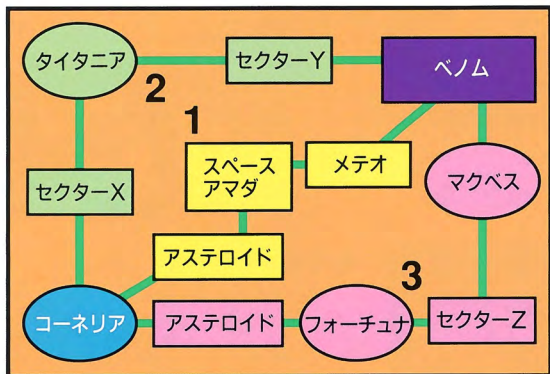 タイタニア
セクターY
ベノム
2
1
スペース
アマダ
メテオ
マクベス
セクターX
アステロイド
3
コーネリア
アステロイド
フォーチュナ
セクターZ